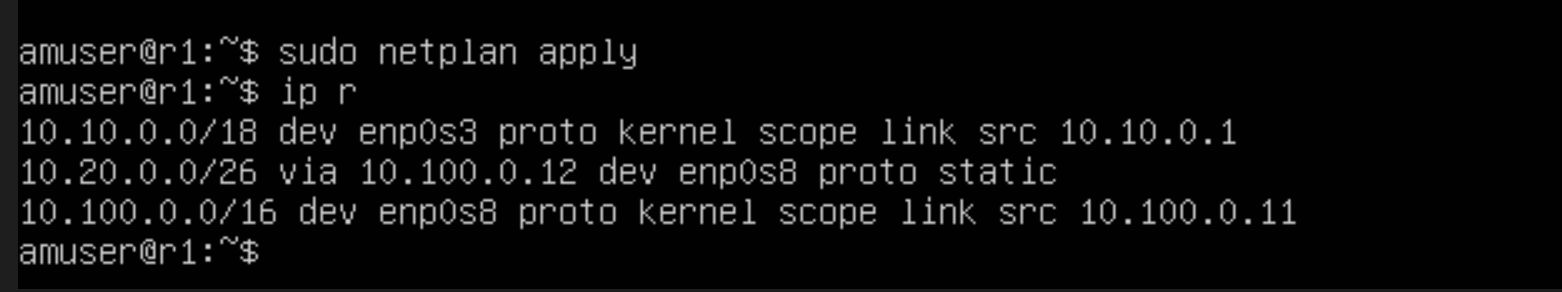 amuser@r1:~$ sudo netplan apply
amuser@r1:~$ ip r
10.10.0.0/18 dev enp0s3 proto kernel scope link src 10.10.0.1
10.20.0.0/26 via 10.100.0.12 dev enp0s8 proto static
10.100.0.0/16 dev enp0s8 proto kernel scope link src 10.100.0.11
amuser@r1:~$